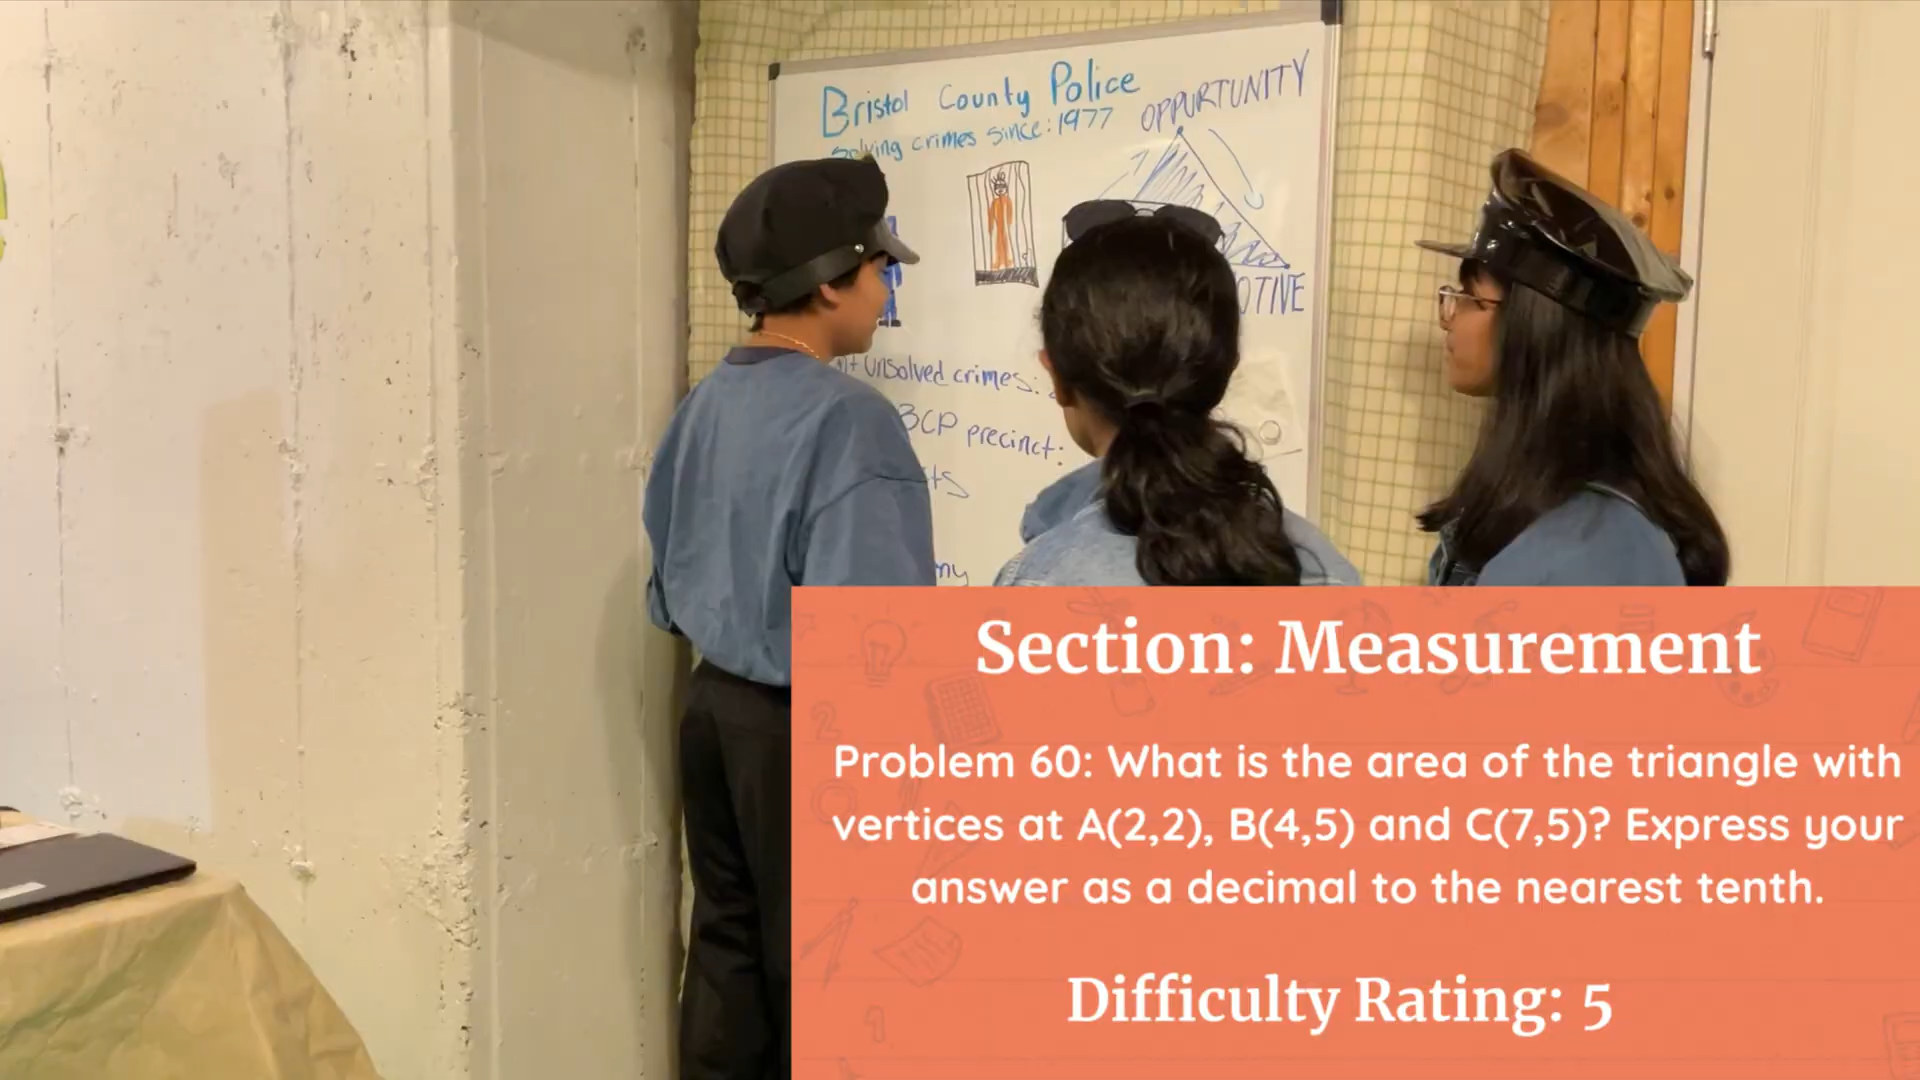 Bristol County Police
solving crimes since: 1977
OPPURTUNITY
unsolved crimes:
BCP precinct:
Section: Measurement
Problem 60: What is the area of the triangle with
vertices at A(2,2), B(4,5) and C(7,5)? Express your
answer as a decimal to the nearest tenth.
Difficulty Rating: 5